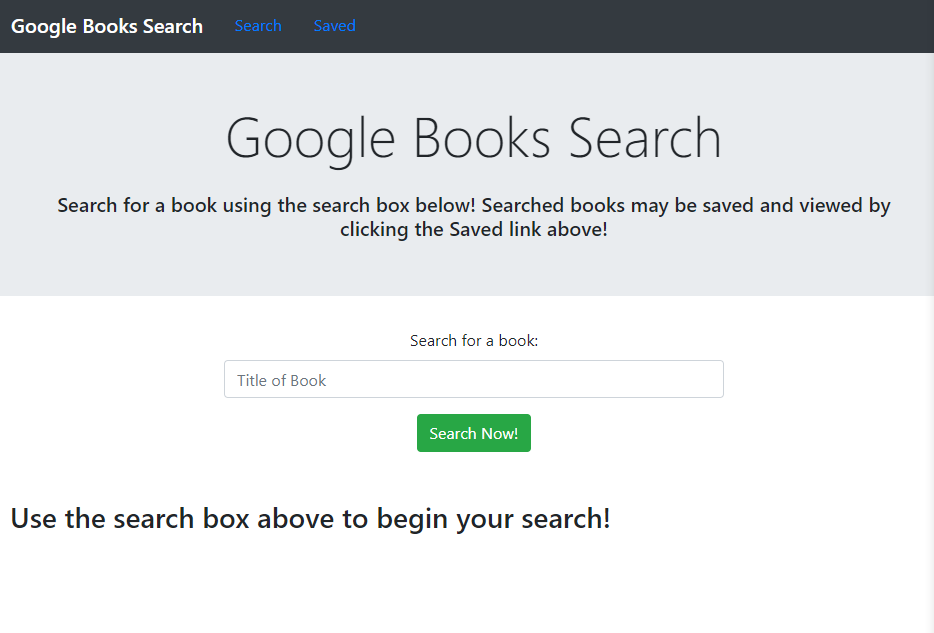 Google Books Search Search Saved
Google Books Search
Search for a book using the search box below! Searched books may be saved and viewed by
clicking the Saved link above!
Search for a book:
Title of Book
Search Now!
Use the search box above to begin your search!